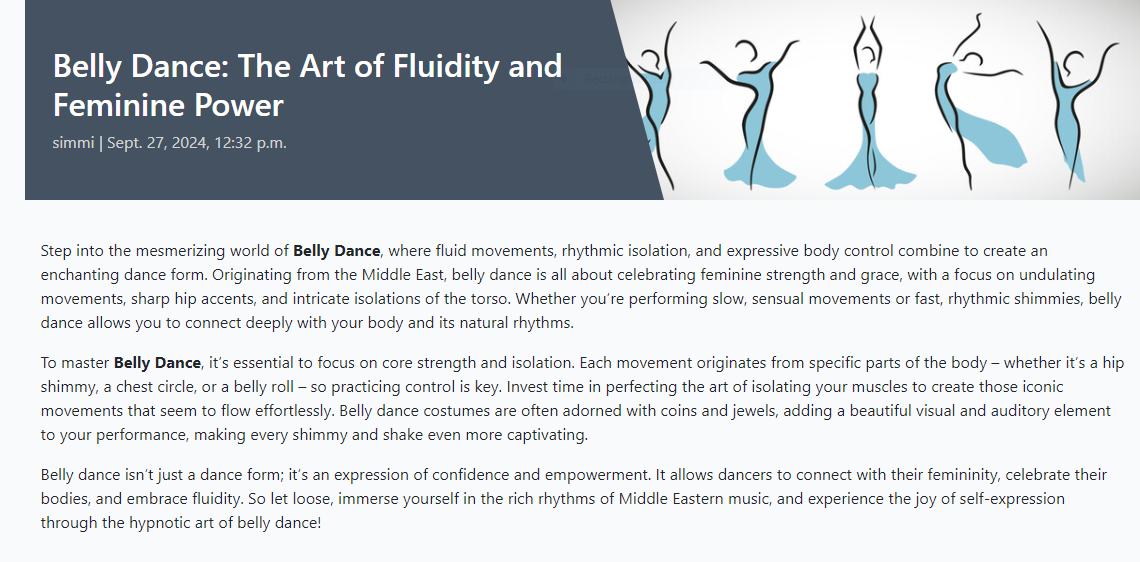 Belly Dance: The Art of Fluidity and
Feminine Power
simmi | Sept. 27, 2024, 12:32 p.m.
Step into the mesmerizing world of Belly Dance, where fluid movements, rhythmic isolation, and expressive body control combine to create an
enchanting dance form. Originating from the Middle East, belly dance is all about celebrating feminine strength and grace, with a focus on undulating
movements, sharp hip accents, and intricate isolations of the torso. Whether you’re performing slow, sensual movements or fast, rhythmic shimmies, belly
dance allows you to connect deeply with your body and its natural rhythms.
To master Belly Dance, it’s essential to focus on core strength and isolation. Each movement originates from specific parts of the body – whether it’s a hip
shimmy, a chest circle, or a belly roll – so practicing control is key. Invest time in perfecting the art of isolating your muscles to create those iconic
movements that seem to flow effortlessly. Belly dance costumes are often adorned with coins and jewels, adding a beautiful visual and auditory element
to your performance, making every shimmy and shake even more captivating.
Belly dance isn’t just a dance form; it’s an expression of confidence and empowerment. It allows dancers to connect with their femininity, celebrate their
bodies, and embrace fluidity. So let loose, immerse yourself in the rich rhythms of Middle Eastern music, and experience the joy of self-expression
through the hypnotic art of belly dance!